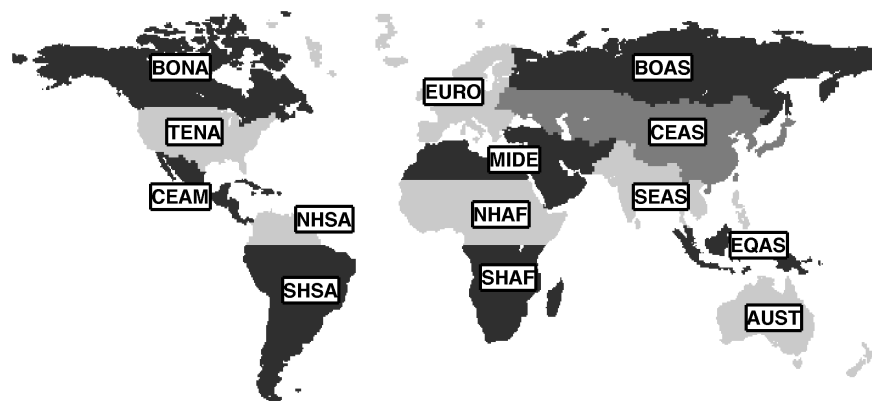 BONA
BOAS
EURO
TENA
CEAS
MIDE
CEAM
SEAS
NHSA
NHAF
EQAS
SHSA
SHAF
AUST